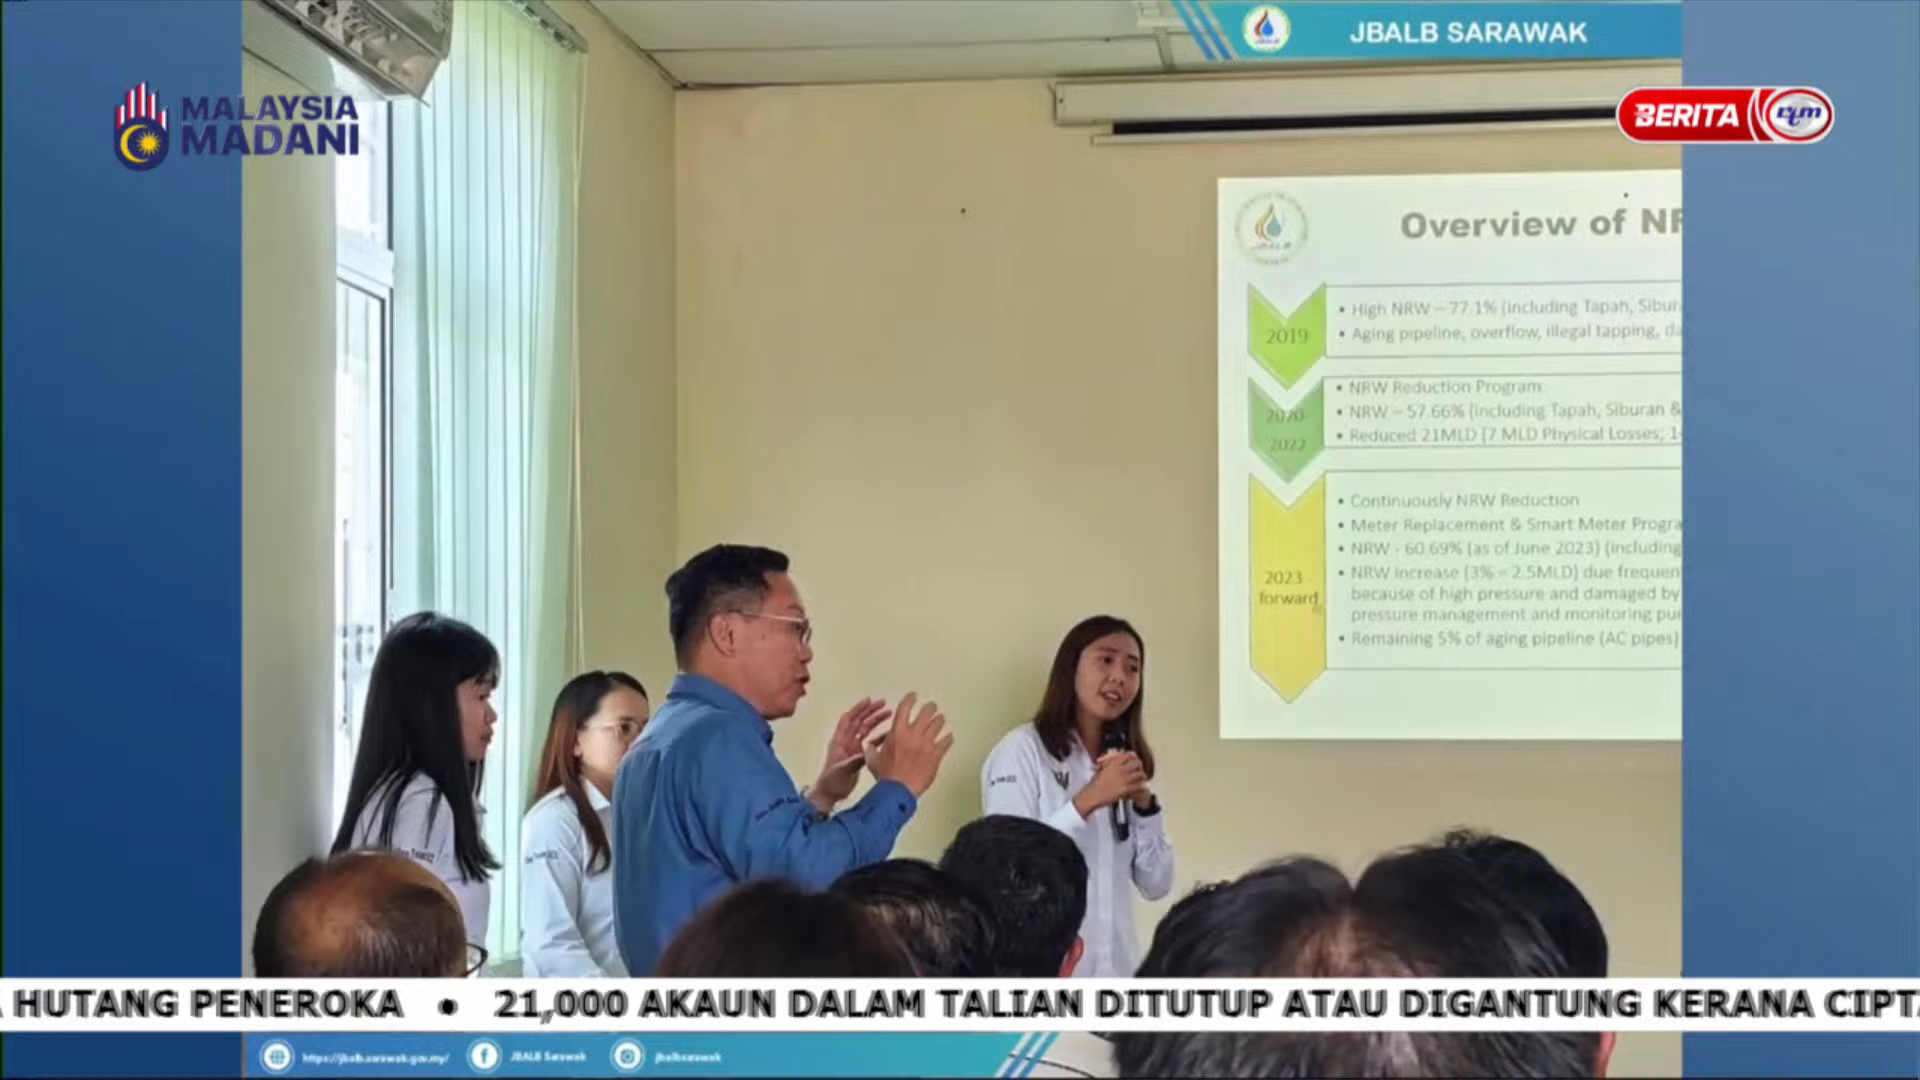 JBALB SARAWAK
MALAYSIA
MADANI
BERITA rtm
Overview of NR
JBALB
2019
• High NRW – 77.1% (including Tapah, Sibur
• Aging pipeline, overflow, illegal tapping, da
2020
2022
• NRW Reduction Program
• NRW – 57.66% (including Tapah, Siburan &
• Reduced 21MLD (7 MLD Physical Losses; 1
2023 -
forward
• Continuously NRW Reduction
• Meter Replacement & Smart Meter Progra
• NRW - 60.69% (as of June 2023) (including
• NRW increase (3% – 2.5MLD) due frequen
because of high pressure and damaged by
pressure management and monitoring pu
• Remaining 5% of aging pipeline (AC pipes)
A HUTANG PENEROKA • 21,000 AKAUN DALAM TALIAN DITUTUP ATAU DIGANTUNG KERANA CIPTA
https://jbalb.sarawak.gov.my/ JBALB Sarawak jbalbsarawak